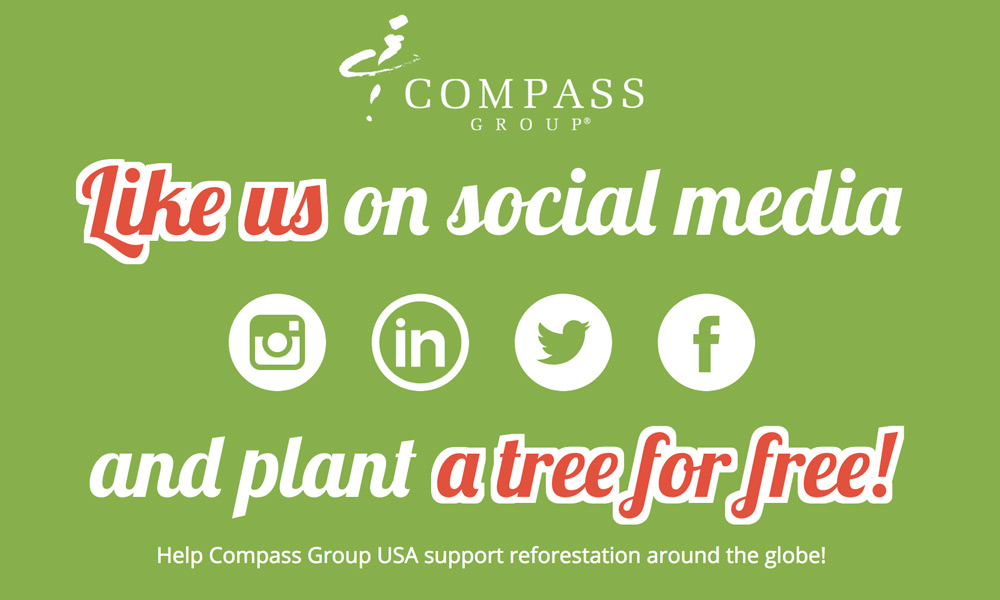 COMPASS
GROUP®
Like us on social media
in
f
and plant a tree for free!
Help Compass Group USA support reforestation around the globe!